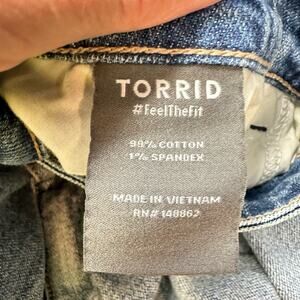 TORRID
#FeelTheFit
99% COTTON
1% SPANDEX
MADE IN VIETNAM
RN# 148862